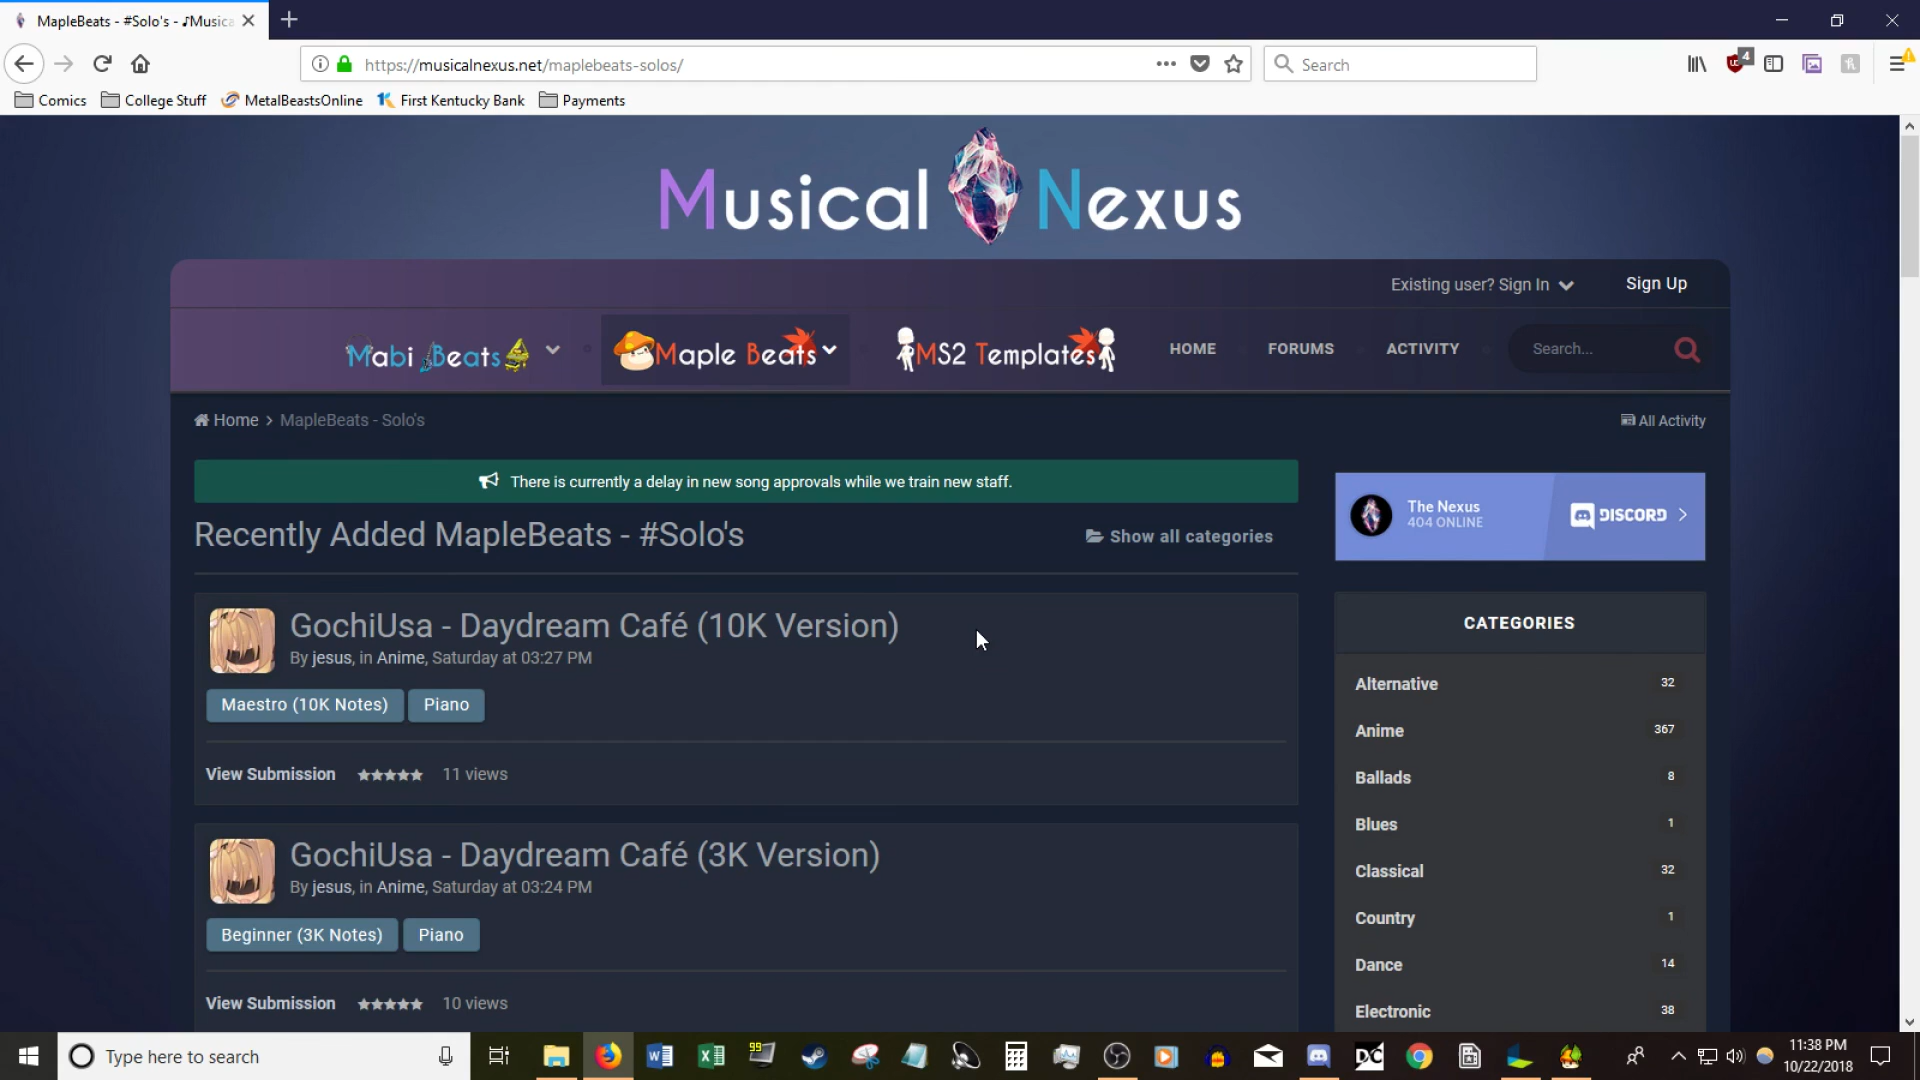 MapleBeats - #Solo's - ♪Musica
https://musicalnexus.net/maplebeats-solos/
Search
4
Comics
College Stuff
MetalBeastsOnline
First Kentucky Bank
Payments
Musical Nexus
Existing user? Sign In
Sign Up
Mabi Beats
Maple Beats
MS2 Templates
HOME
FORUMS
ACTIVITY
Search...
Home > MapleBeats - Solo's
All Activity
There is currently a delay in new song approvals while we train new staff.
The Nexus
404 ONLINE
DISCORD
Recently Added MapleBeats - #Solo's
Show all categories
GochiUsa - Daydream Café (10K Version)
By jesus, in Anime, Saturday at 03:27 PM
Maestro (10K Notes)
Piano
View Submission
11 views
GochiUsa - Daydream Café (3K Version)
By jesus, in Anime, Saturday at 03:24 PM
Beginner (3K Notes)
Piano
View Submission
10 views
CATEGORIES
Alternative 32
Anime 367
Ballads 8
Blues 1
Classical 32
Country 1
Dance 14
Electronic 38
Type here to search
99
DC
11:38 PM
10/22/2018